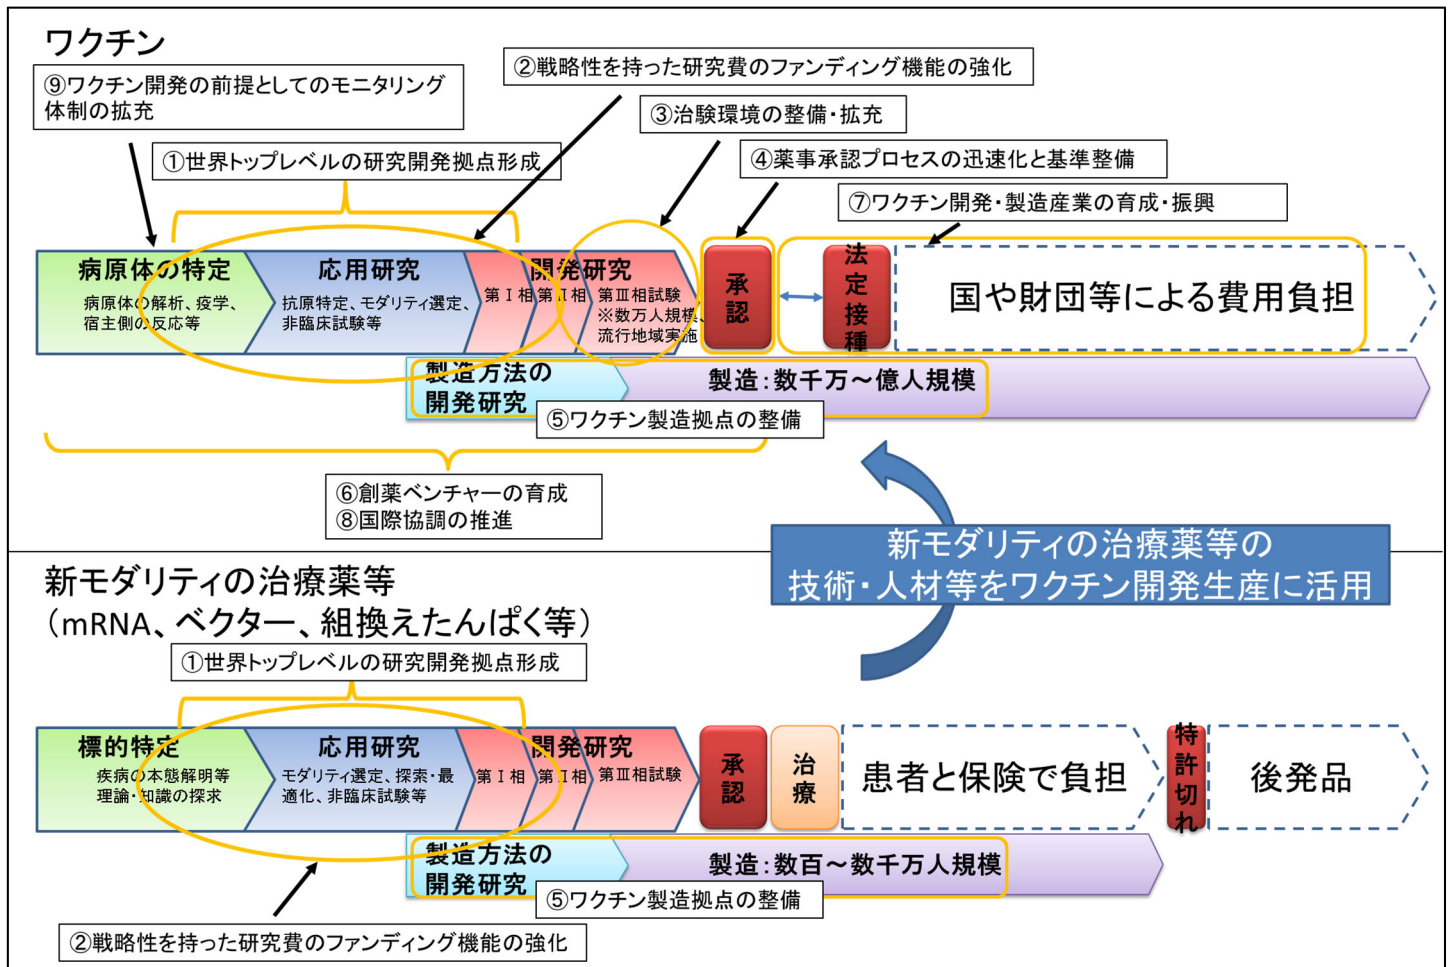 ワクチン
⑨ワクチン開発の前提としてのモニタリング
体制の拡充
②戦略性を持った研究費のファンディング機能の強化
③治験環境の整備・拡充
①世界トップレベルの研究開発拠点形成
④薬事承認プロセスの迅速化と基準整備
⑦ワクチン開発・製造産業の育成・振興
病原体の特定
病原体の解析、疫学、
宿主側の反応等
応用研究
抗原特定、モダリティ選定、
非臨床試験等
開発研究
第Ⅰ相
第Ⅱ相
第Ⅲ相試験
※数万人規模、
流行地域実施
承認
法定接種
国や財団等による費用負担
製造方法の
開発研究
製造:数千万～億人規模
⑤ワクチン製造拠点の整備
⑥創薬ベンチャーの育成
⑧国際協調の推進
新モダリティの治療薬等の
技術・人材等をワクチン開発生産に活用
新モダリティの治療薬等
（mRNA、ベクター、組換えたんぱく等）
①世界トップレベルの研究開発拠点形成
標的特定
疾病の本態解明等
理論・知識の探求
応用研究
モダリティ選定、探索・最
適化、非臨床試験等
開発研究
第Ⅰ相
第Ⅱ相
第Ⅲ相試験
承認
治療
患者と保険で負担
特許切れ
後発品
製造方法の
開発研究
製造:数百～数千万人規模
⑤ワクチン製造拠点の整備
②戦略性を持った研究費のファンディング機能の強化